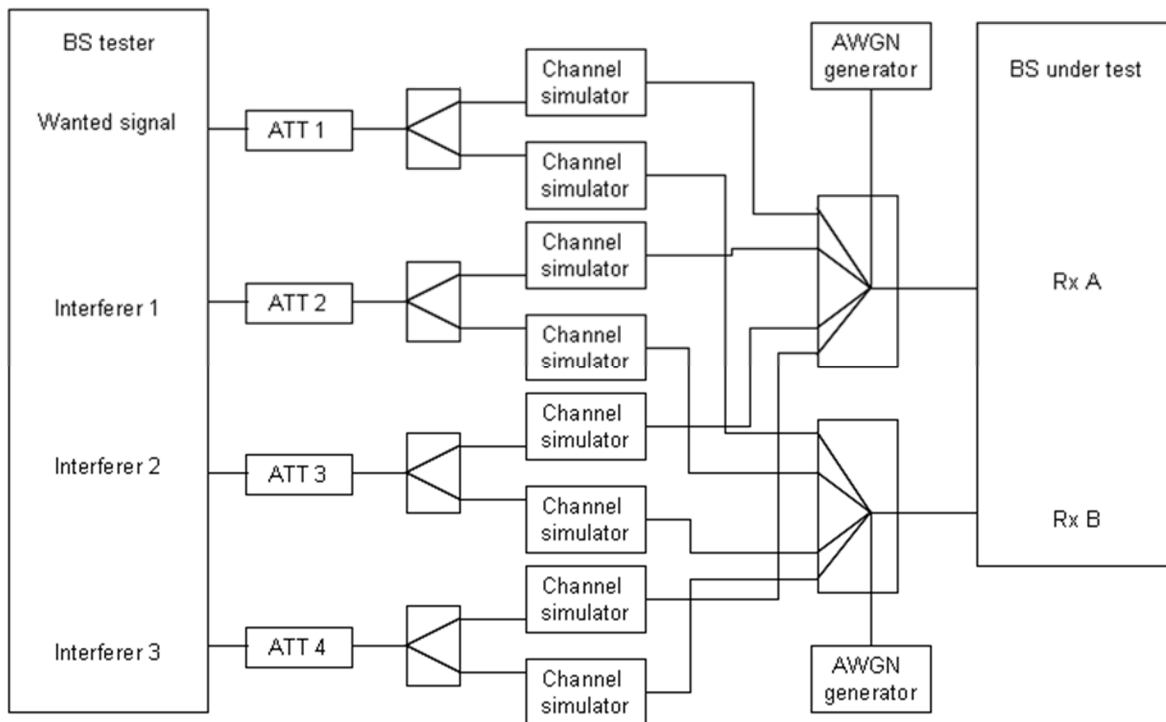 BS tester
Wanted signal
Interferer 1
Interferer 2
Interferer 3
ATT 1
ATT 2
ATT 3
ATT 4
Channel
simulator
Channel
simulator
Channel
simulator
Channel
simulator
Channel
simulator
Channel
simulator
Channel
simulator
Channel
simulator
AWGN
generator
AWGN
generator
BS under test
Rx A
Rx B